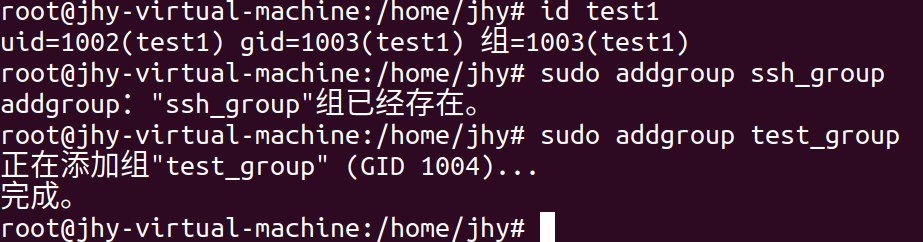 root@jhy-virtual-machine:/home/jhy# id test1
uid=1002(test1) gid=1003(test1) 组=1003(test1)
root@jhy-virtual-machine:/home/jhy# sudo addgroup ssh_group
addgroup："ssh_group"组已经存在。
root@jhy-virtual-machine:/home/jhy# sudo addgroup test_group
正在添加组"test_group" (GID 1004)...
完成。
root@jhy-virtual-machine:/home/jhy#